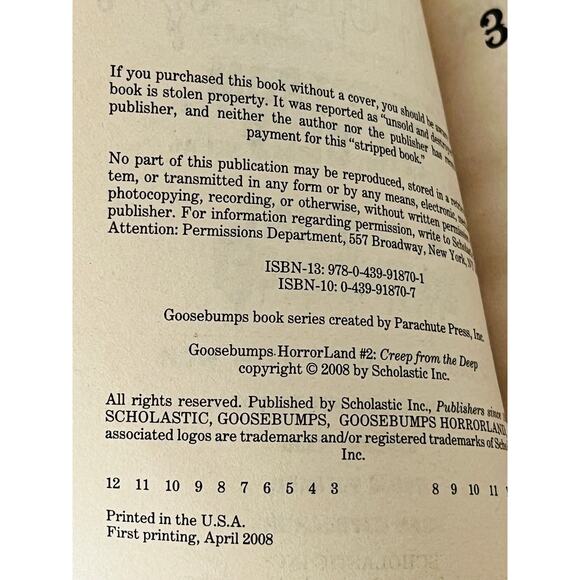 3
If you purchased this book without a cover, you should be aware
book is stolen property. It was reported as "unsold and destroyed
publisher, and neither the author nor the publisher has
payment for this "stripped book."
No part of this publication may be reproduced, stored in a
tem, or transmitted in any form or by any means, electronic,
photocopying, recording, or otherwise, without written permission
publisher. For information regarding permission, write to
Attention: Permissions Department, 557 Broadway, New York,
ISBN-13: 978-0-439-91870-1
ISBN-10: 0-439-91870-7
Goosebumps book series created by Parachute Press, Inc.
Goosebumps HorrorLand #2: Creep from the Deep
copyright © 2008 by Scholastic Inc.
All rights reserved. Published by Scholastic Inc., Publishers since
SCHOLASTIC, GOOSEBUMPS, GOOSEBUMPS HORRORLAND,
associated logos are trademarks and/or registered trademarks of
Inc.
12 11 10 9 8 7 6 5 4 3 8 9 10 11
Printed in the U.S.A.
First printing, April 2008